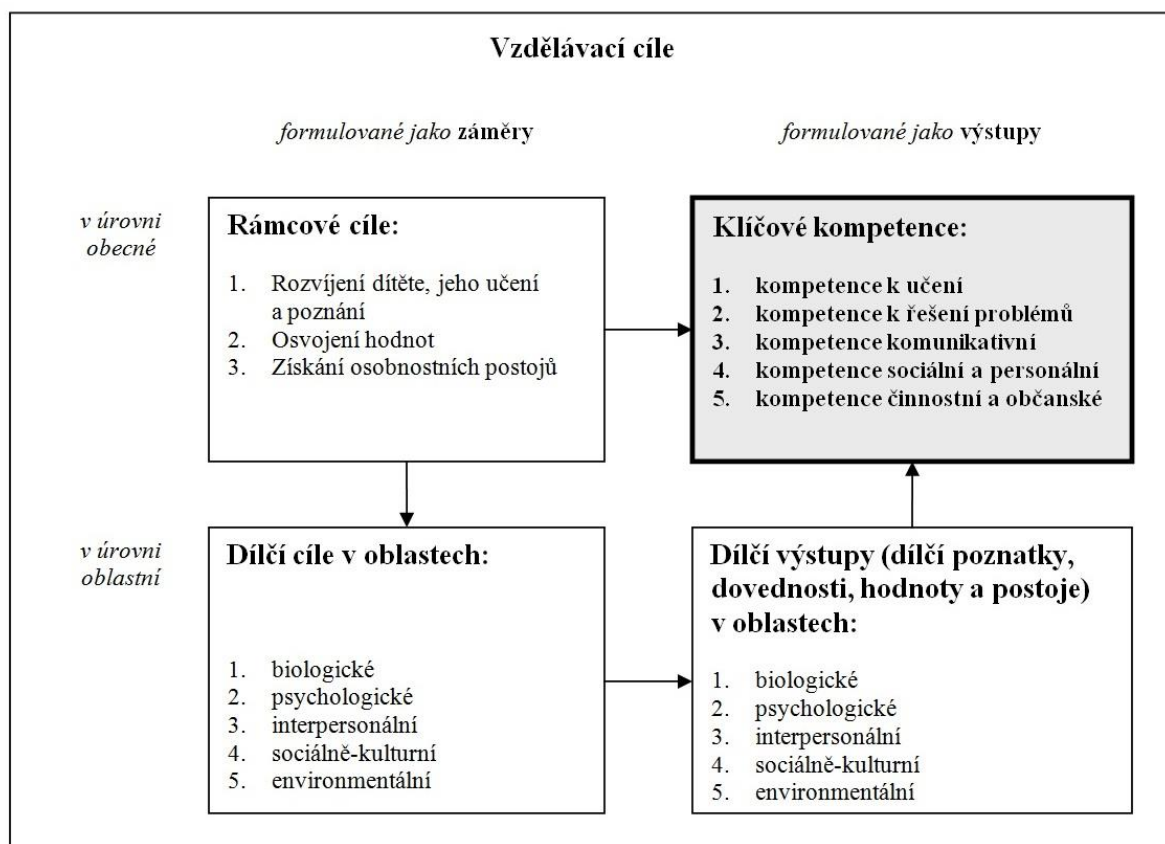 Vzdělávací cíle
formulované jako záměry
formulované jako výstupy
v úrovni
obecné
Rámcové cíle:
1. Rozvíjení dítěte, jeho učení
a poznání
2. Osvojení hodnot
3. Získání osobnostních postojů
Klíčové kompetence:
1. kompetence k učení
2. kompetence k řešení problémů
3. kompetence komunikativní
4. kompetence sociální a personální
5. kompetence činnostní a občanské
v úrovni
oblastní
Dílčí cíle v oblastech:
1. biologické
2. psychologické
3. interpersonální
4. sociálně-kulturní
5. environmentální
Dílčí výstupy (dílčí poznatky,
dovednosti, hodnoty a postoje)
v oblastech:
1. biologické
2. psychologické
3. interpersonální
4. sociálně-kulturní
5. environmentální